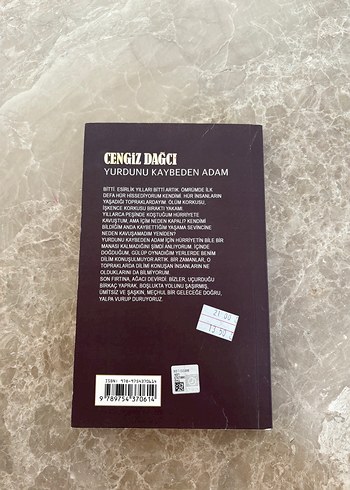 CENGİZ DAĞCI
YURDUNU KAYBEDEN ADAM
BİTTİ. ESİRLİK YILLARI BİTTİ ARTIK. ÖMRÜMDE İLK
DEFA HÜR HİSSEDİYORUM KENDİMİ. HÜR İNSANLARIN
YAŞADIĞI TOPRAKLARDAYIM. ÖLÜM KORKUSU,
İŞKENCE KORKUSU BIRAKTI YAKAMI.
YILLARCA PEŞİNDE KOŞTUĞUM HÜRRİYETE
KAVUŞTUM, AMA İÇİM NEDEN KAPALI? KENDİMİ
BİLDİĞİM ANDA KAYBETTİĞİM YAŞAMA SEVİNCİNE
NEDEN KAVUŞAMADIM YENİDEN?
YURDUNU KAYBEDEN ADAM İÇİN HÜRRİYETİN BİLE BİR
MANASI KALMADIĞINI ŞİMDİ ANLIYORUM. İÇİNDE
DOĞDUĞUM, GÜLÜP OYNADIĞIM YERLERDE BENİM
DİLİM KONUŞULMUYOR ARTIK. BİR ZAMANLAR, O
TOPRAKLARDA DİLİMİ KONUŞAN İNSANLARIN NE
OLDUKLARINI DA BİLMİYORUM.
SON FIRTINA, AĞACI DEVİRDİ. BİZLER, UÇURDUĞU
BİRKAÇ YAPRAK, BOŞLUKTA YOLUNU ŞAŞIRMIŞ,
ÜMİTSİZ VE ŞAŞKIN, MEÇHUL BİR GELECEĞE DOĞRU,
YALPA VURUP DURUYORUZ.
21.00
13.50
ISBN: 978-9754370614
9 789754 370614